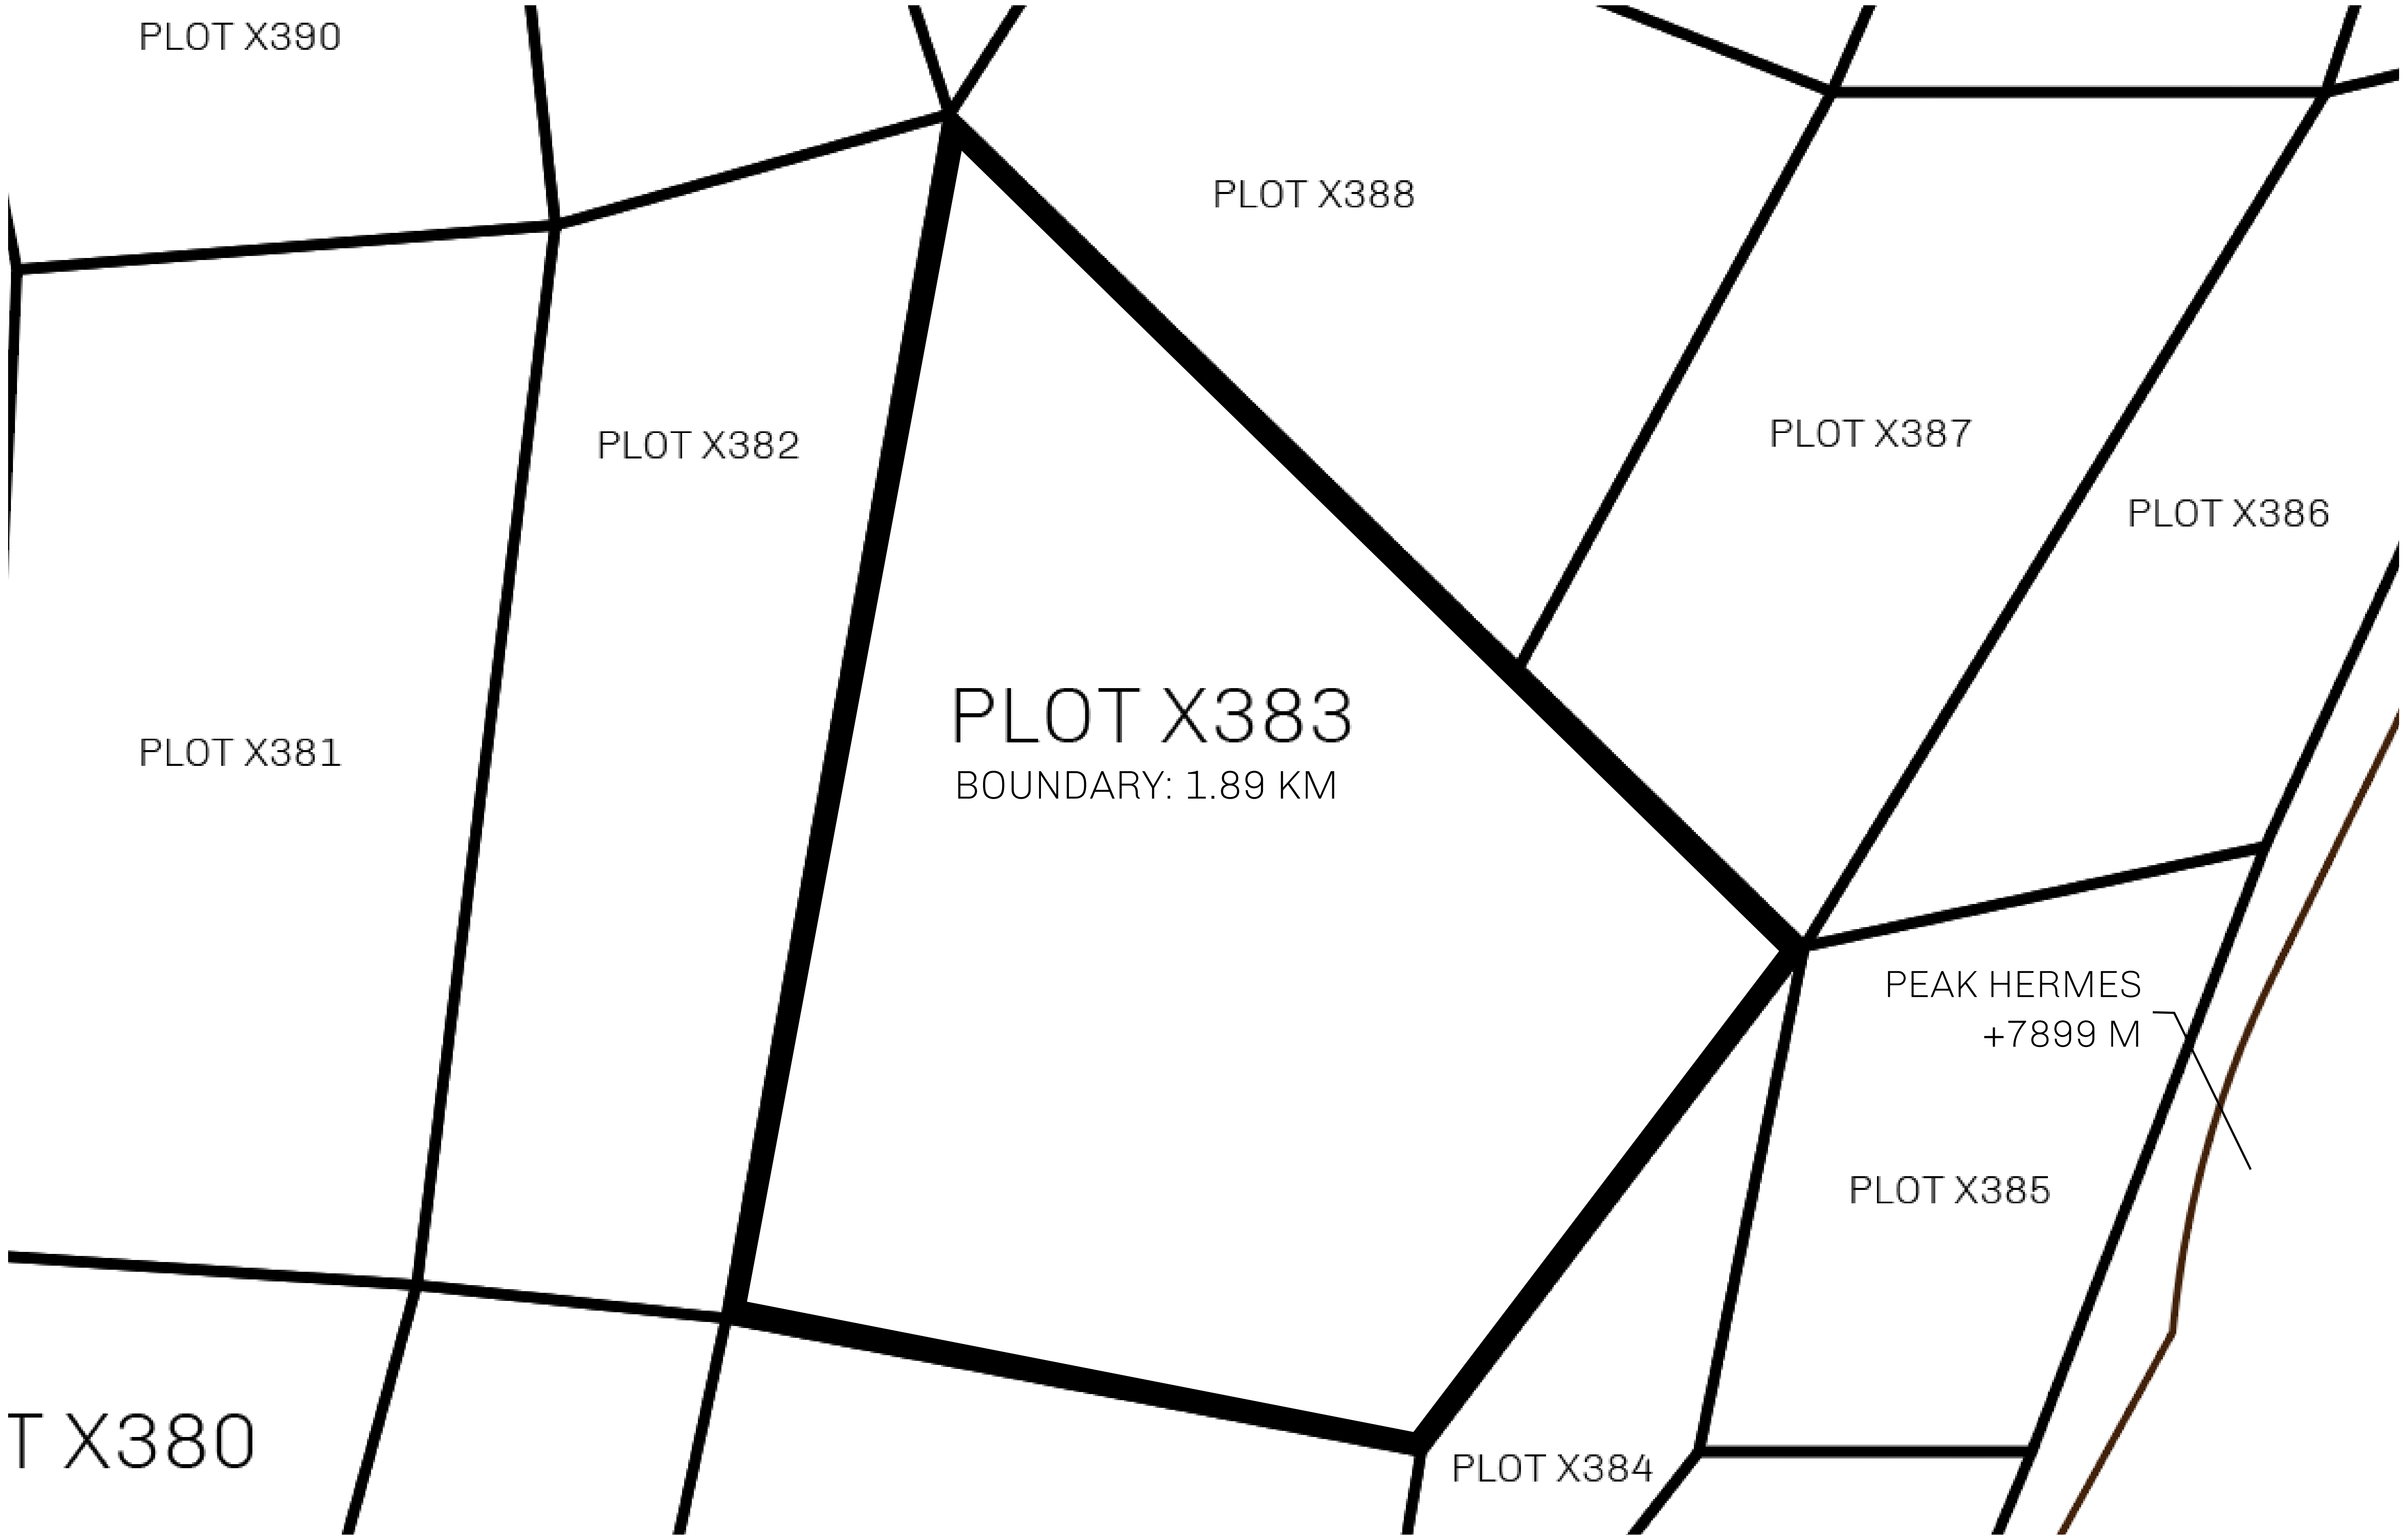 PLOT X390
PLOT X388
PLOT X382
PLOT X387
PLOT X386
PLOT X383
BOUNDARY: 1.89 KM
PLOT X381
PEAK HERMES
+7899 M
PLOT X385
T X380
PLOT X384